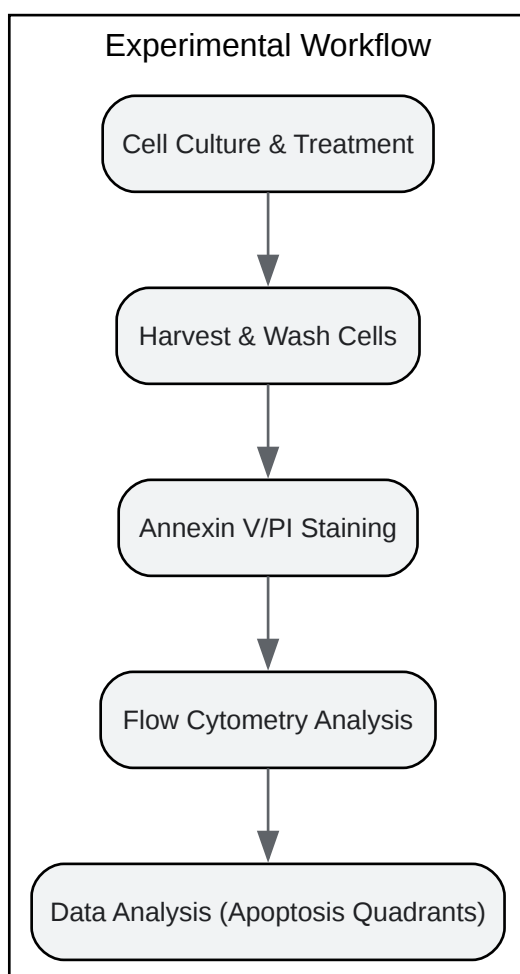 Experimental Workflow
Cell Culture & Treatment
Harvest & Wash Cells
Annexin V/PI Staining
Flow Cytometry Analysis
Data Analysis (Apoptosis Quadrants)